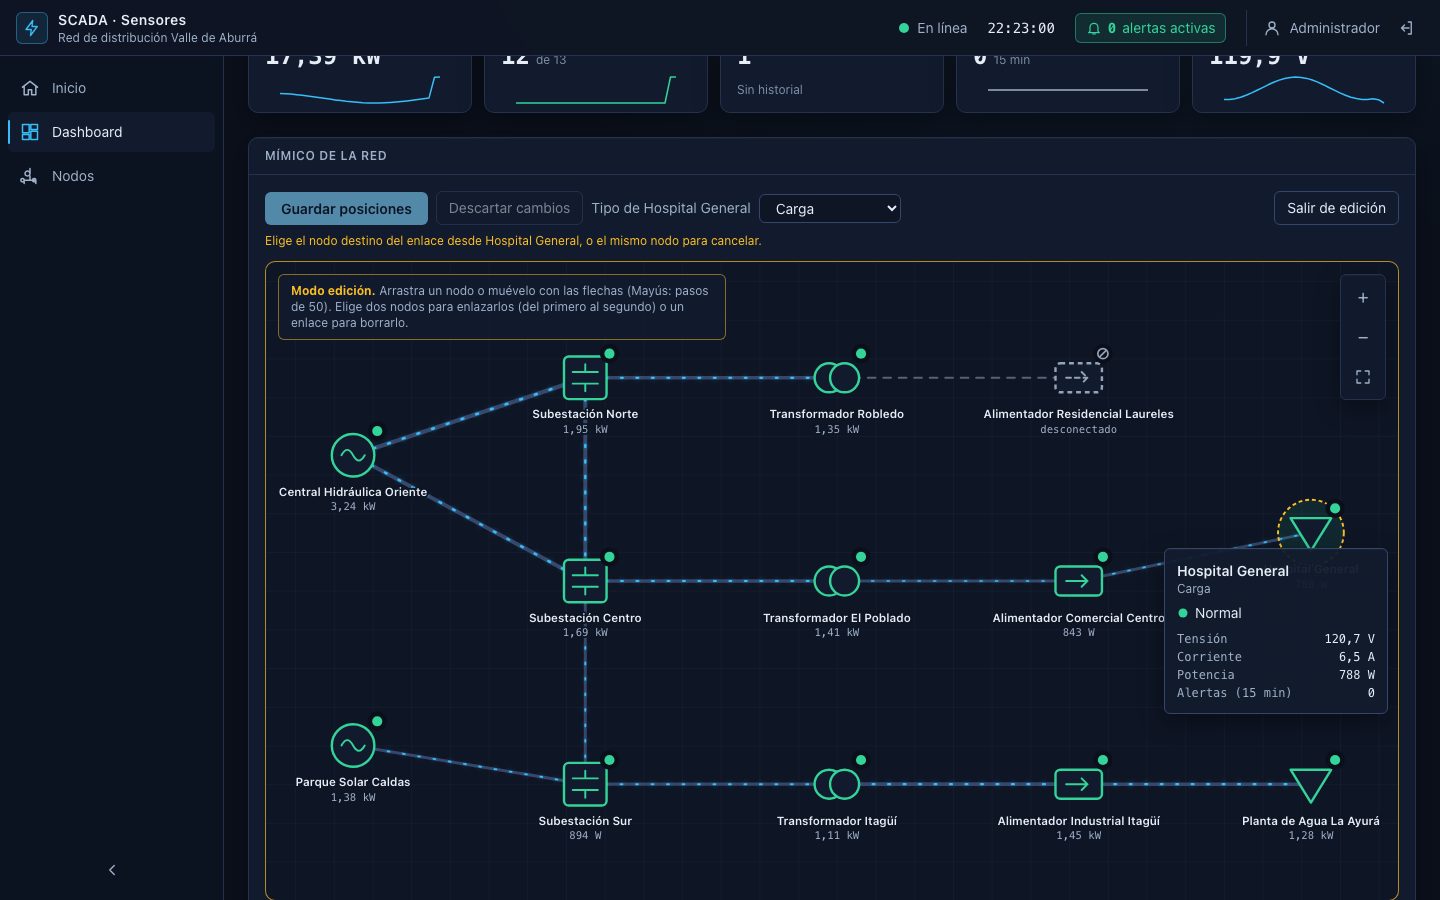 SCADA · Sensores
Red de distribución Valle de Aburrá
En línea
22:23:00
0 alertas activas
Administrador
Inicio
Dashboard
Nodos
17,39 kW
12 de 13
1
Sin historial
0 15 min
119,9 V
MÍMICO DE LA RED
Guardar posiciones
Descartar cambios
Tipo de Hospital General
Carga
Salir de edición
Elige el nodo destino del enlace desde Hospital General, o el mismo nodo para cancelar.
Modo edición. Arrastra un nodo o muévelo con las flechas (Mayús: pasos
de 50). Elige dos nodos para enlazarlos (del primero al segundo) o un
enlace para borrarlo.
+
−
Subestación Norte
1,95 kW
Transformador Robledo
1,35 kW
Alimentador Residencial Laureles
desconectado
Central Hidráulica Oriente
3,24 kW
Subestación Centro
1,69 kW
Transformador El Poblado
1,41 kW
Alimentador Comercial Centro
843 W
Hospital General
Carga
Normal
Tensión 120,7 V
Corriente 6,5 A
Potencia 788 W
Alertas (15 min) 0
Parque Solar Caldas
1,38 kW
Subestación Sur
894 W
Transformador Itagüí
1,11 kW
Alimentador Industrial Itagüí
1,45 kW
Planta de Agua La Ayurá
1,28 kW